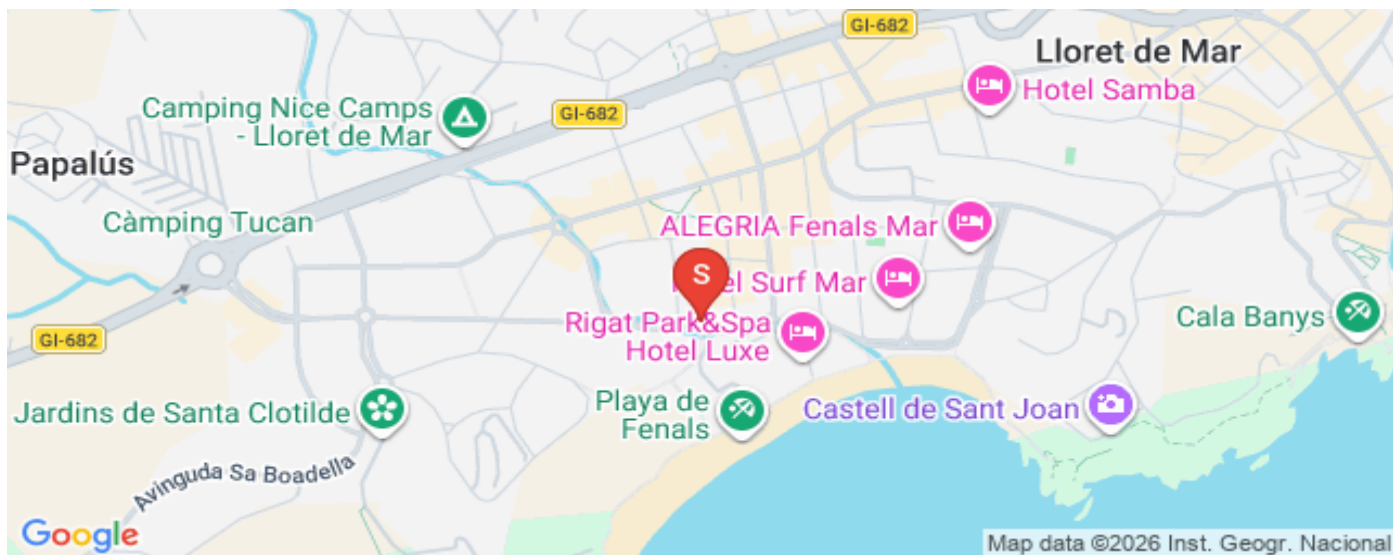 GI-682
Lloret de Mar
Hotel Samba
Camping Nice Camps
- Lloret de Mar
GI-682
Papalús
Càmping Tucan
ALEGRIA Fenals Mar
S
Surf Mar
Rigat Park&Spa
Hotel Luxe
Cala Banys
GI-682
Jardins de Santa Clotilde
Playa de
Fenals
Castell de Sant Joan
Avinguda Sa Boadella
Google
Map data ©2026 Inst. Geogr. Nacional